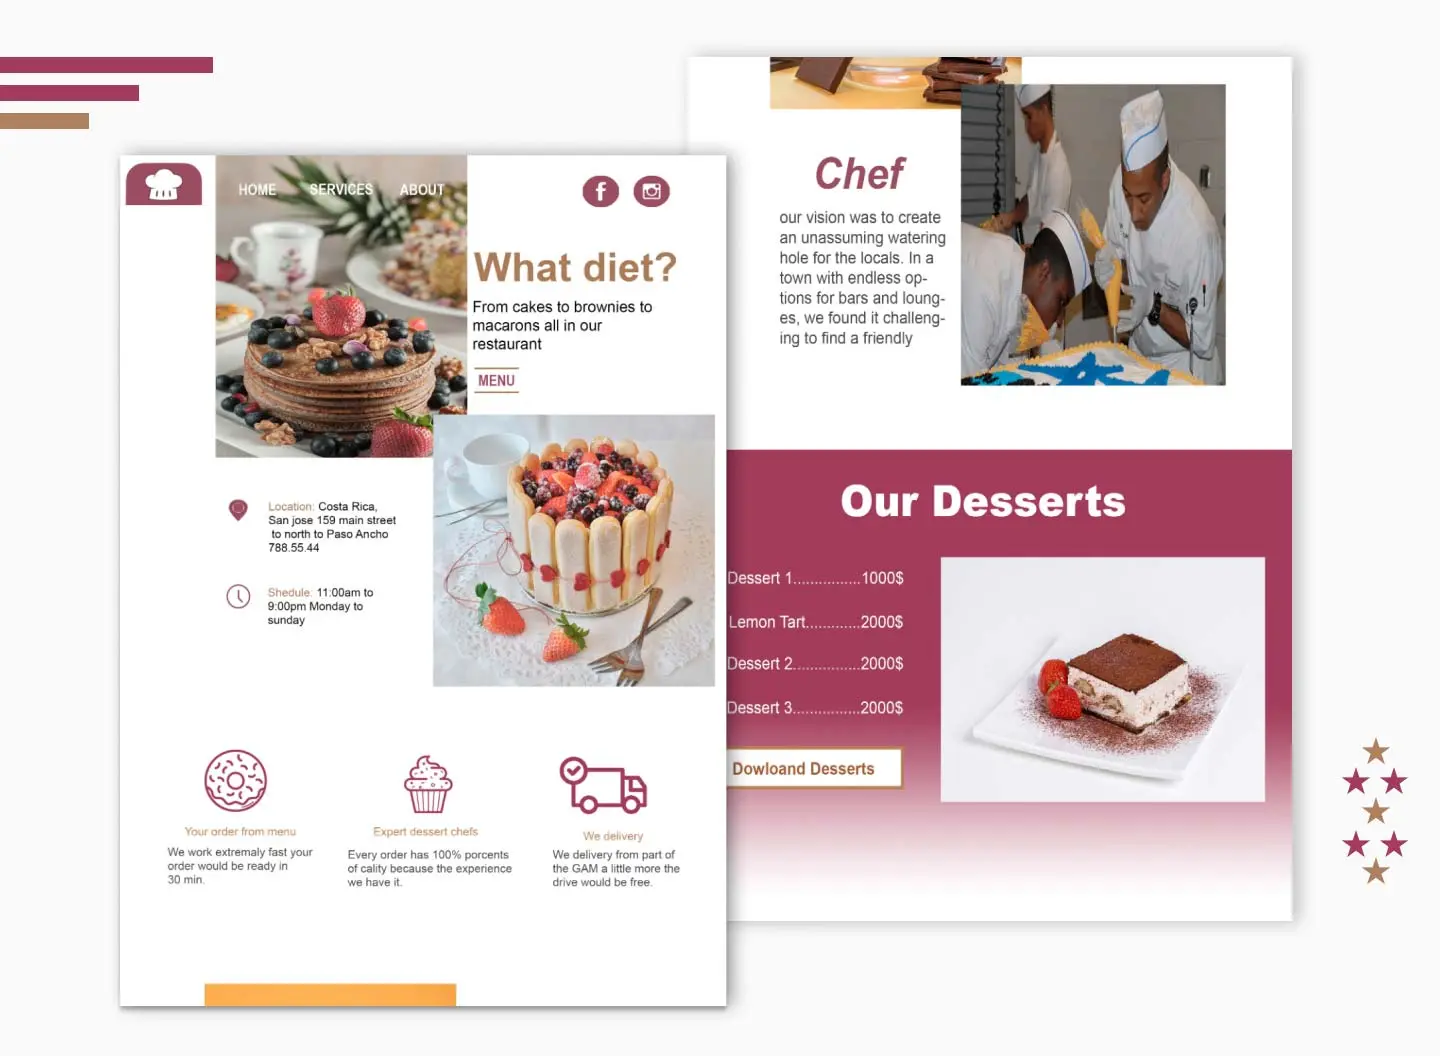 HOME SERVICES ABOUT
What diet?
From cakes to brownies to
macarons all in our
restaurant
MENU
Location: Costa Rica,
San jose 159 main street
to north to Paso Ancho
788.55.44
Shedule: 11:00am to
9:00pm Monday to
sunday
Your order from menu
We work extremaly fast your
order would be ready in
30 min.
Expert dessert chefs
Every order has 100% porcents
of cality because the experience
we have it.
We delivery
We delivery from part of
the GAM a little more the
drive would be free.
Chef
our vision was to create
an unassuming watering
hole for the locals. In a
town with endless op-
tions for bars and loung-
es, we found it challeng-
ing to find a friendly
Our Desserts
Dessert 1................1000$
Lemon Tart.............2000$
Dessert 2................2000$
Dessert 3................2000$
Dowloand Desserts